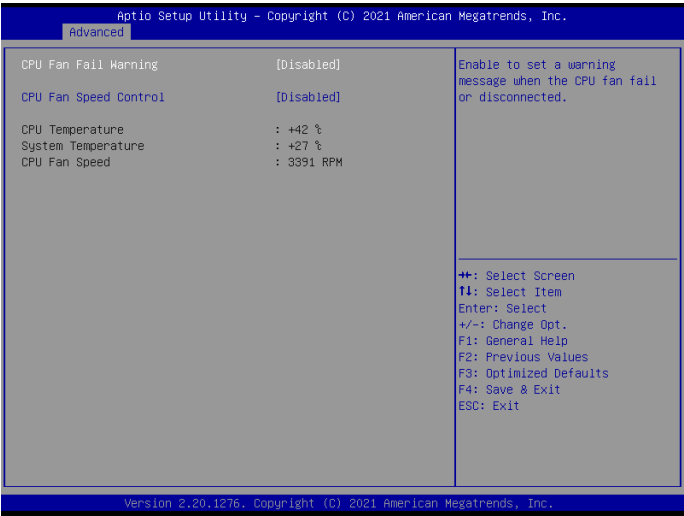 Aptio Setup Utility – Copyright (C) 2021 American Megatrends, Inc.
Advanced
CPU Fan Fail Warning [Disabled]
CPU Fan Speed Control [Disabled]
CPU Temperature : +42 %
System Temperature : +27 %
CPU Fan Speed : 3391 RPM
Enable to set a warning
message when the CPU fan fail
or disconnected.
→←: Select Screen
↑↓: Select Item
Enter: Select
+/-: Change Opt.
F1: General Help
F2: Previous Values
F3: Optimized Defaults
F4: Save & Exit
ESC: Exit
Version 2.20.1276. Copyright (C) 2021 American Megatrends, Inc.